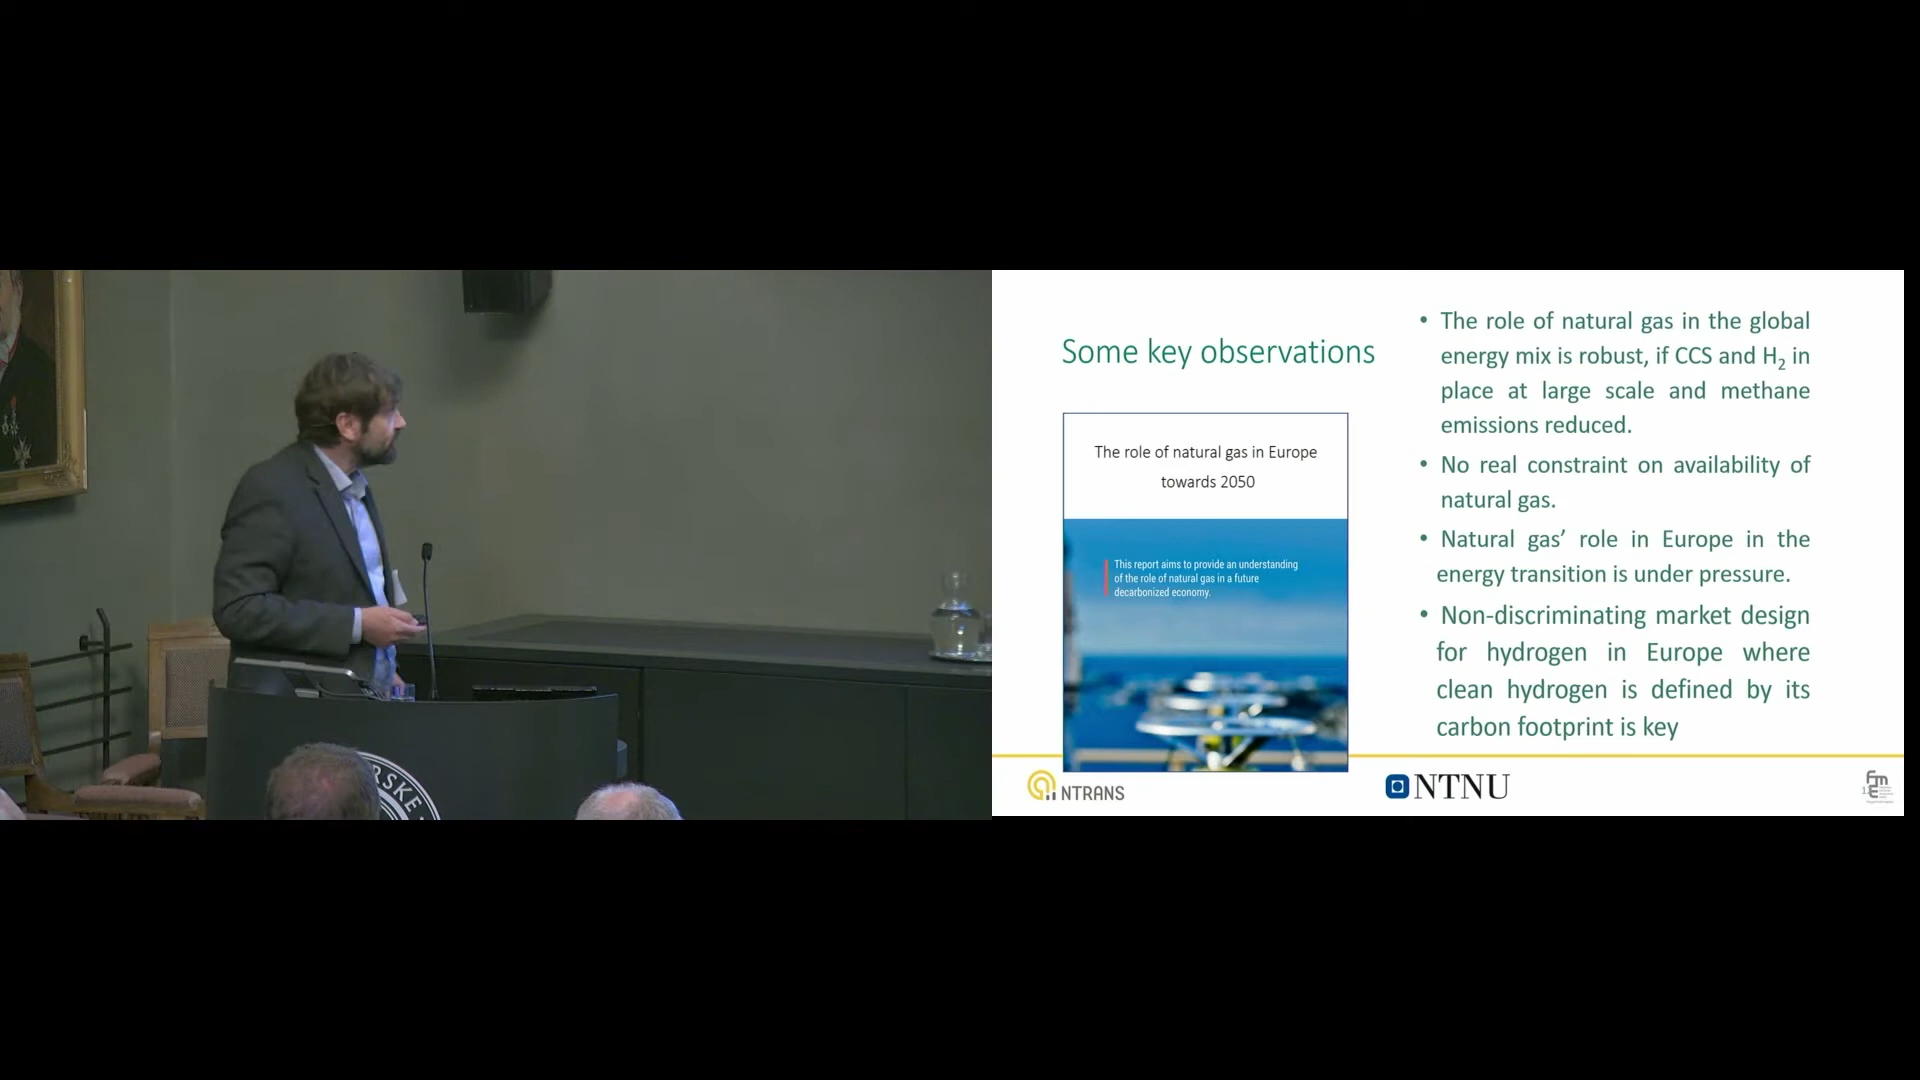 Some key observations
The role of natural gas in Europe
towards 2050
This report aims to provide an understanding
of the role of natural gas in a future
decarbonized economy.
• The role of natural gas in the global
energy mix is robust, if CCS and H₂ in
place at large scale and methane
emissions reduced.
• No real constraint on availability of
natural gas.
• Natural gas’ role in Europe in the
energy transition is under pressure.
• Non-discriminating market design
for hydrogen in Europe where
clean hydrogen is defined by its
carbon footprint is key
NTRANS
NTNU
fmE
RSKE